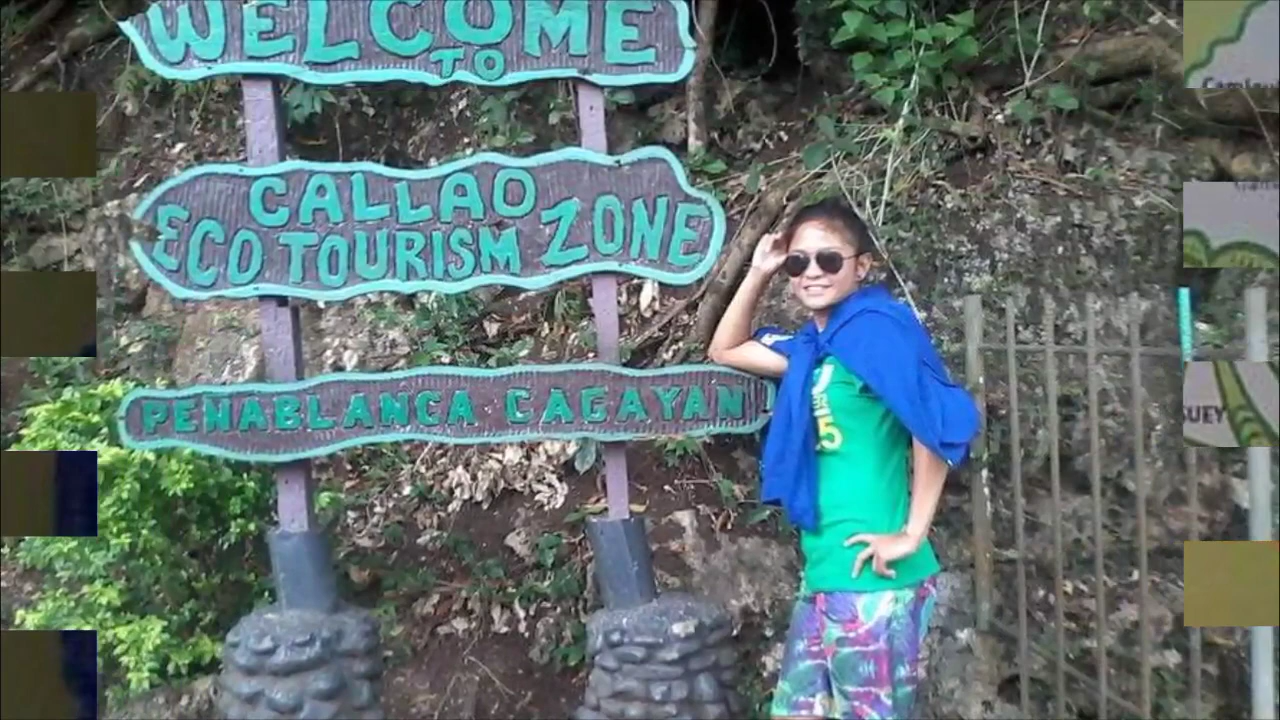 WELCOME
TO
CALLAO
ECO TOURISM ZONE
PEÑABLANCA CAGAYAN